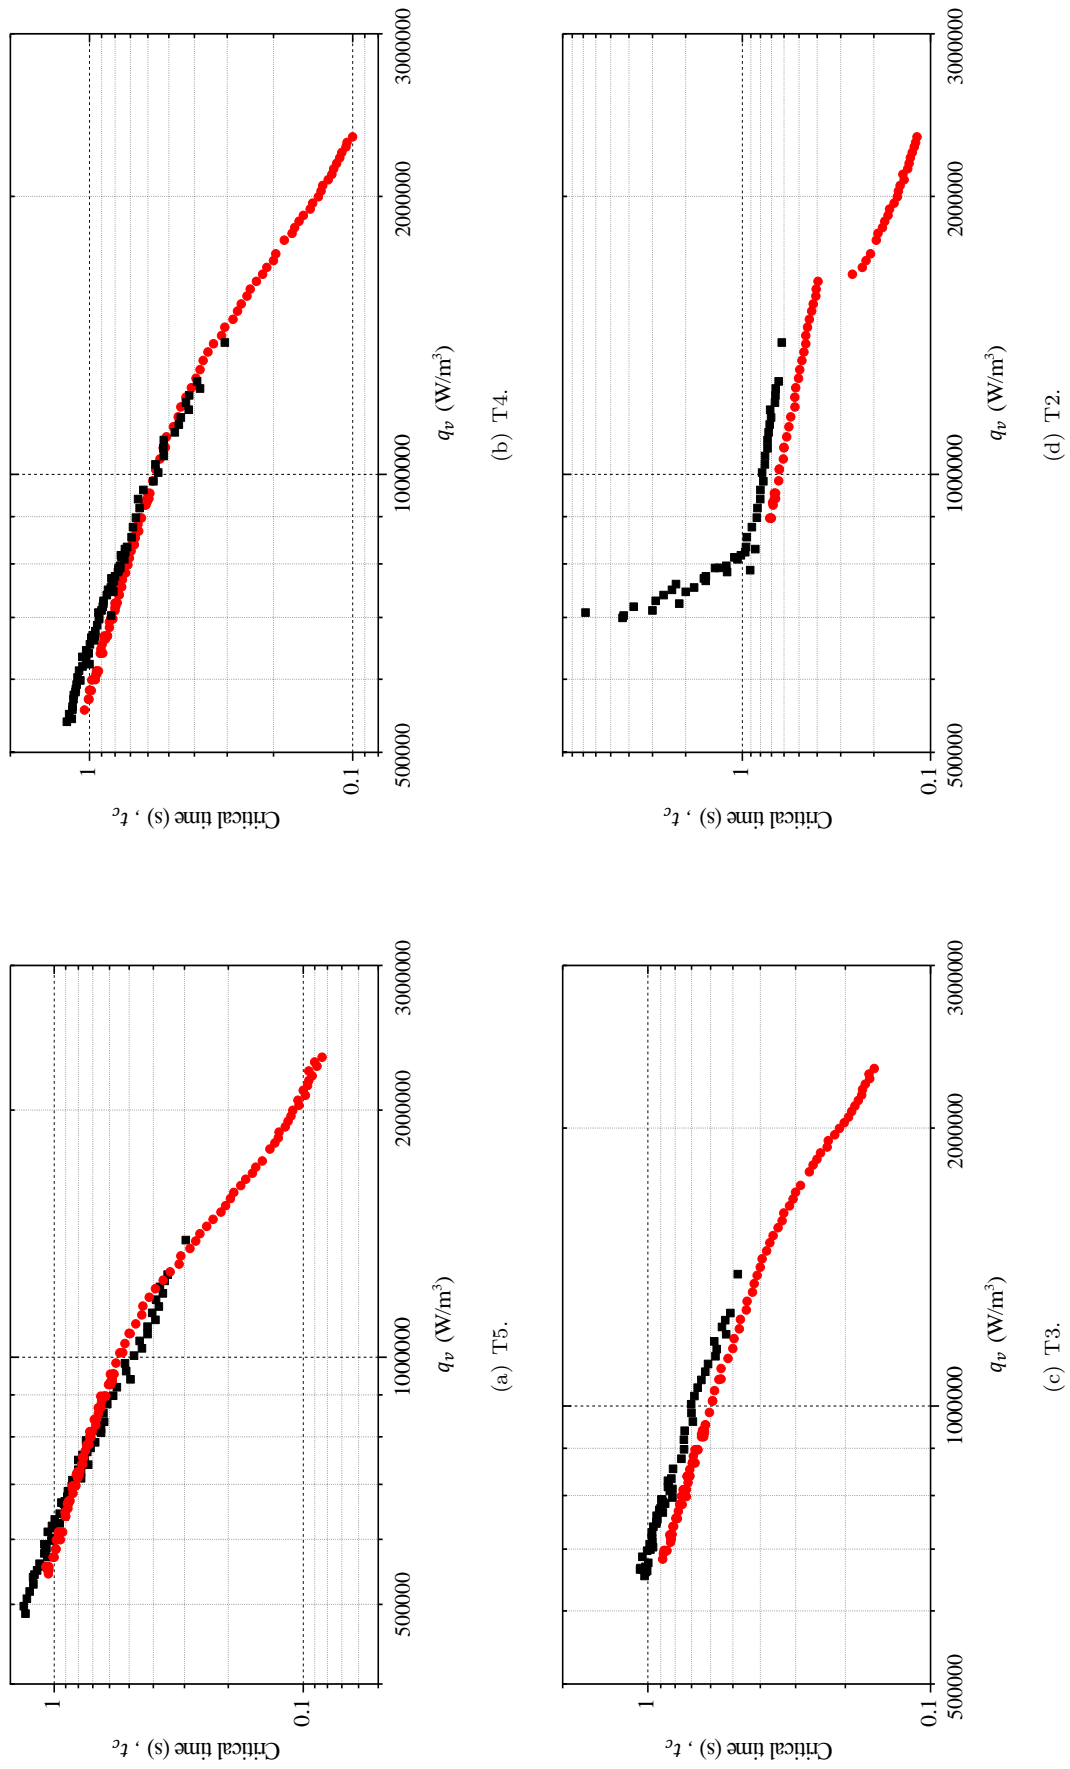 Critical time (s) , t_c
1
0.1
500000 1000000 2000000 3000000
q_v (W/m³)
(a) T5.
Critical time (s) , t_c
1
0.1
500000 1000000 2000000 3000000
q_v (W/m³)
(b) T4.
Critical time (s) , t_c
1
0.1
500000 1000000 2000000 3000000
q_v (W/m³)
(c) T3.
Critical time (s) , t_c
1
0.1
500000 1000000 2000000 3000000
q_v (W/m³)
(d) T2.